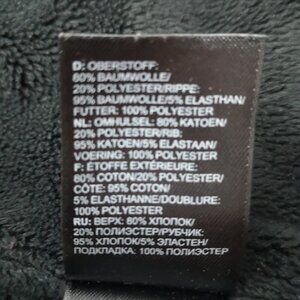 D: OBERSTOFF:
80% BAUMWOLLE/
20% POLYESTER/RIPPE:
95% BAUMWOLLE/5% ELASTHAN/
FUTTER: 100% POLYESTER
NL: OMHULSEL: 80% KATOEN/
20% POLYESTER/RIB:
95% KATOEN/5% ELASTAAN/
VOERING: 100% POLYESTER
F: ÉTOFFE EXTÉRIEURE:
80% COTON/20% POLYESTER/
CÔTE: 95% COTON/
5% ELASTHANNE/DOUBLURE:
100% POLYESTER
RU: ВЕРХ: 80% ХЛОПОК/
20% ПОЛИЭСТЕР/РУБЧИК:
95% ХЛОПОК/5% ЭЛАСТЕН/
ПОДКЛАДКА: 100% ПОЛИЭСТЕР